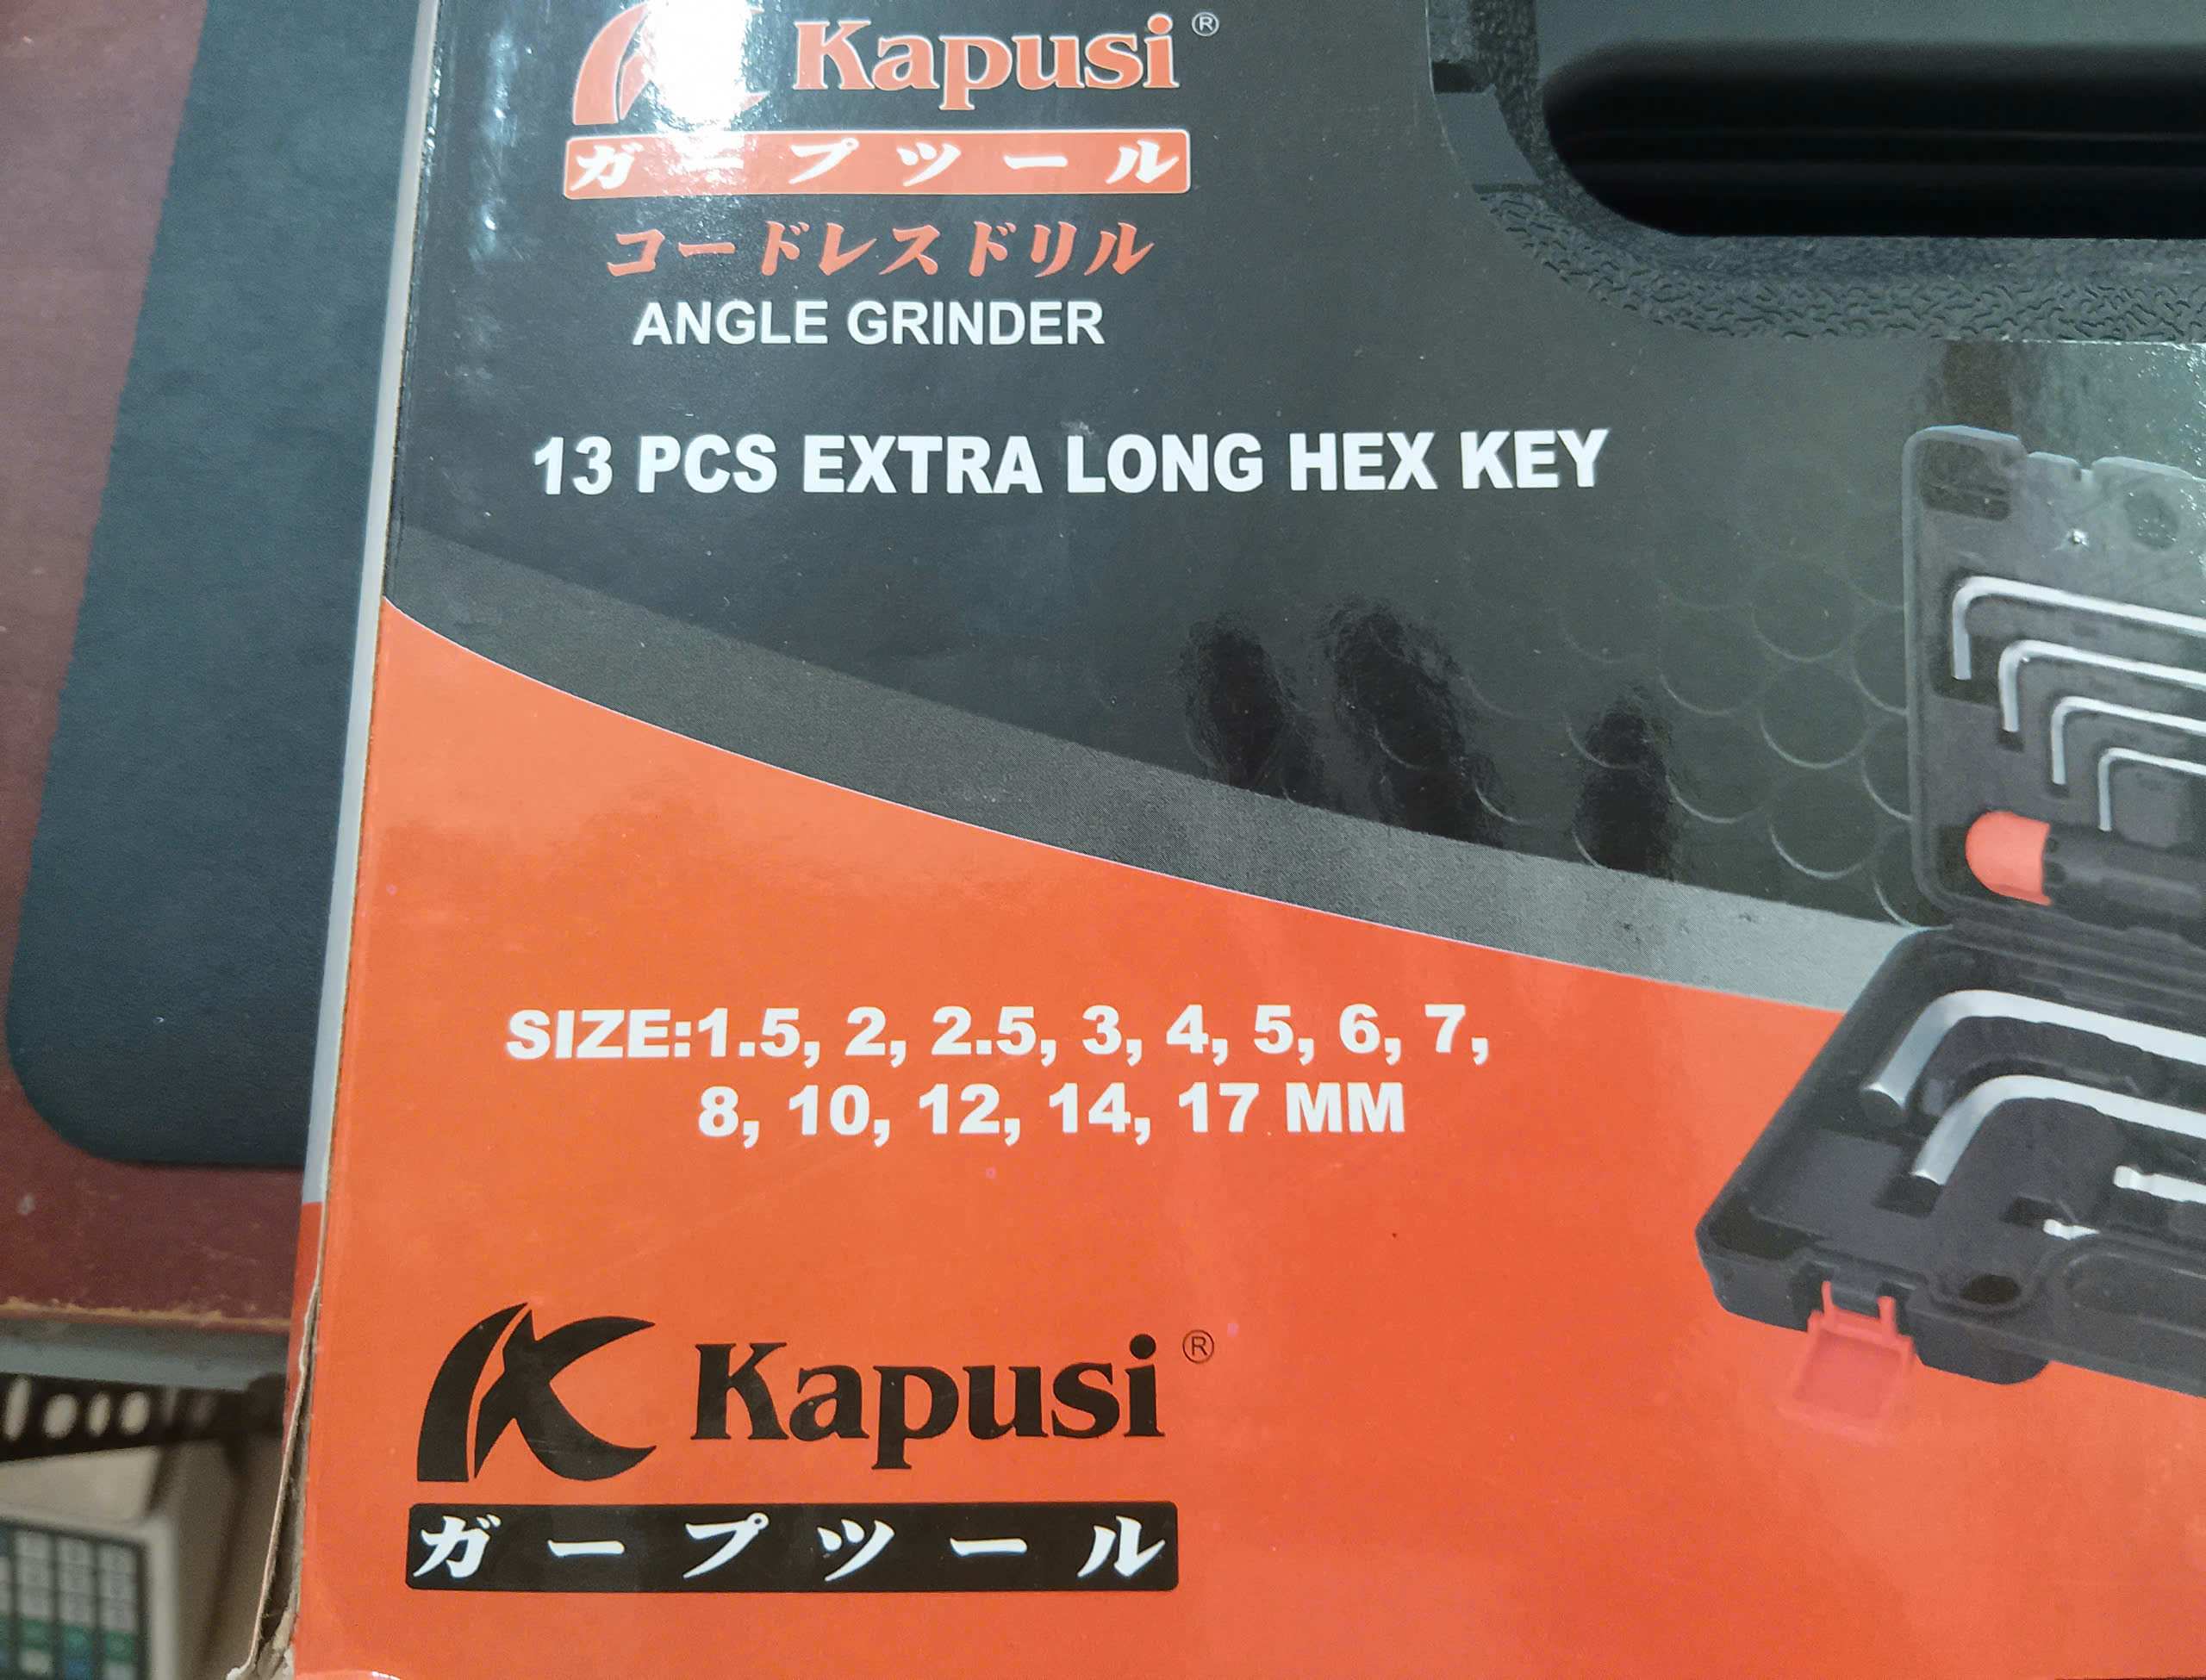 Kapusi®
ガープツール
コードレスドリル
ANGLE GRINDER
13 PCS EXTRA LONG HEX KEY
SIZE:1.5, 2, 2.5, 3, 4, 5, 6, 7,
8, 10, 12, 14, 17 MM
Kapusi®
ガープツール